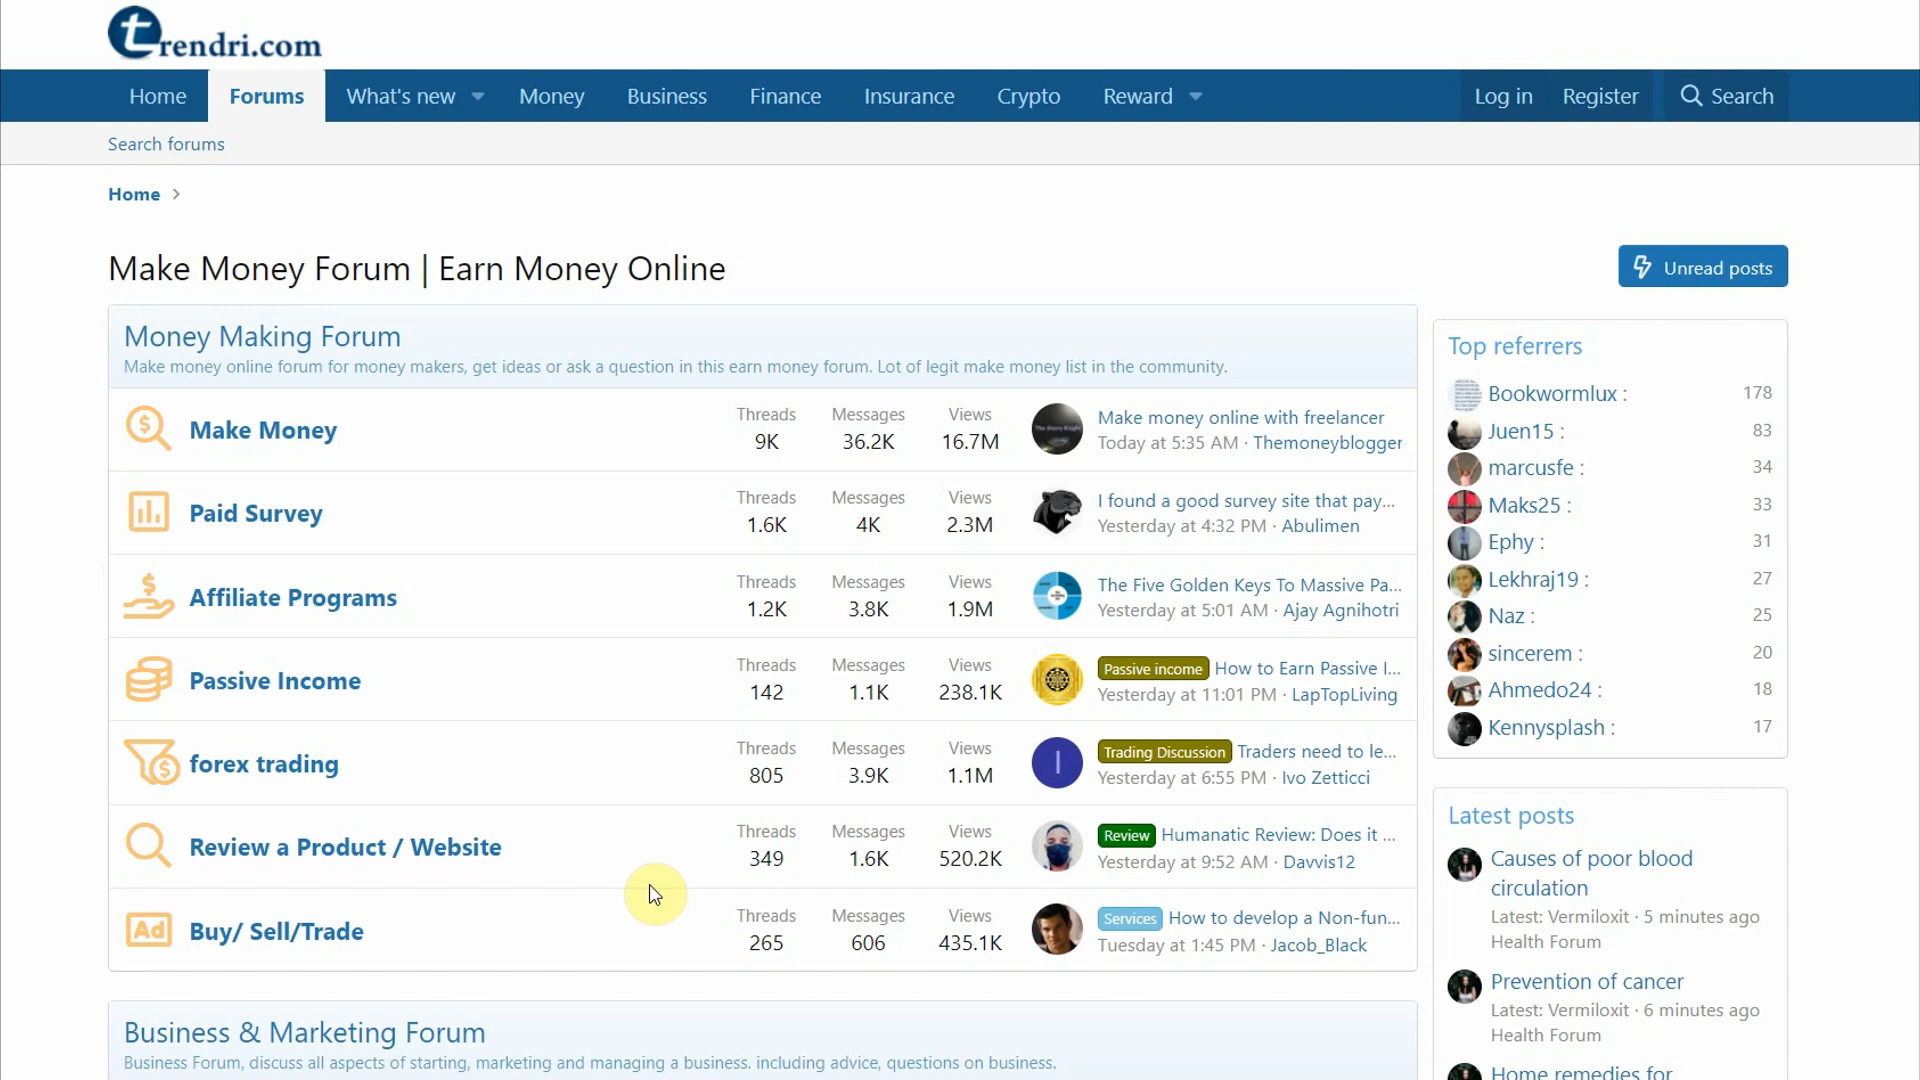 trendri.com
Home Forums What's new Money Business Finance Insurance Crypto Reward Log in Register Search
Search forums
Home
Make Money Forum | Earn Money Online
Unread posts
Money Making Forum
Make money online forum for money makers, get ideas or ask a question in this earn money forum. Lot of legit make money list in the community.
Make Money
Threads Messages Views
9K 36.2K 16.7M
Make money online with freelancer
Today at 5:35 AM · Themoneyblogger
Paid Survey
Threads Messages Views
1.6K 4K 2.3M
I found a good survey site that pay...
Yesterday at 4:32 PM · Abulimen
Affiliate Programs
Threads Messages Views
1.2K 3.8K 1.9M
The Five Golden Keys To Massive Pa...
Yesterday at 5:01 AM · Ajay Agnihotri
Passive Income
Threads Messages Views
142 1.1K 238.1K
Passive income How to Earn Passive I...
Yesterday at 11:01 PM · LapTopLiving
forex trading
Threads Messages Views
805 3.9K 1.1M
I
Trading Discussion Traders need to le...
Yesterday at 6:55 PM · Ivo Zetticci
Review a Product / Website
Threads Messages Views
349 1.6K 520.2K
Review Humanatic Review: Does it ...
Yesterday at 9:52 AM · Davvis12
Ad Buy/ Sell/Trade
Threads Messages Views
265 606 435.1K
Services How to develop a Non-fun...
Tuesday at 1:45 PM · Jacob_Black
Business & Marketing Forum
Business Forum, discuss all aspects of starting, marketing and managing a business. including advice, questions on business.
Top referrers
Bookwormlux : 178
Juen15 : 83
marcusfe : 34
Maks25 : 33
Ephy : 31
Lekhraj19 : 27
Naz : 25
sincerem : 20
Ahmedo24 : 18
Kennysplash : 17
Latest posts
Causes of poor blood
circulation
Latest: Vermiloxit · 5 minutes ago
Health Forum
Prevention of cancer
Latest: Vermiloxit · 6 minutes ago
Health Forum
Home remedies for